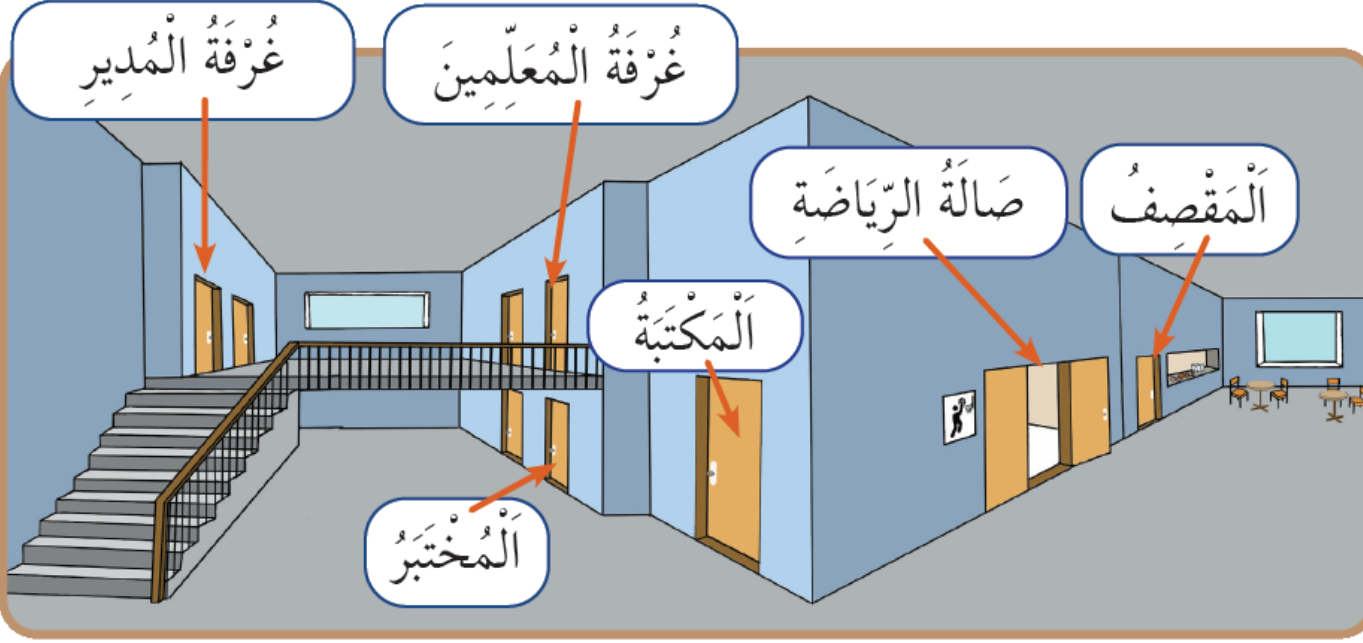 غُرْفَةُ الْمُدِيرِ
غُرْفَةُ الْمُعَلِّمِينَ
صَالَةُ الرِّيَاضَةِ
اَلْمَقْصِفُ
اَلْمَكْتَبَةُ
اَلْمُخْتَبَرُ